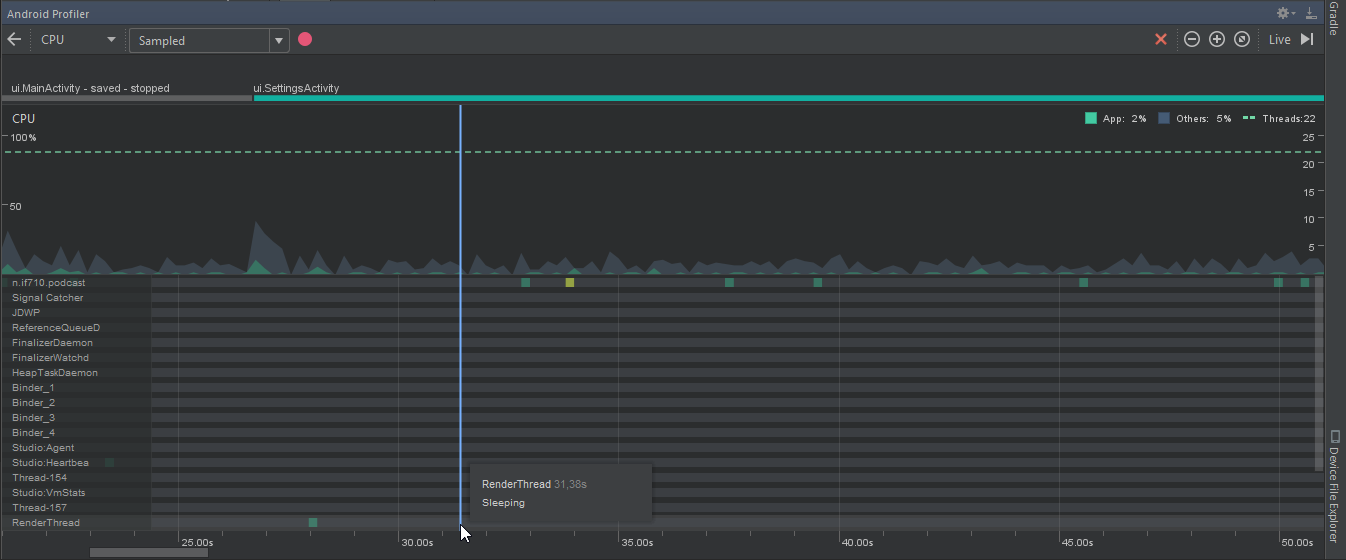 Android Profiler
CPU Sampled Live
ui.MainActivity - saved - stopped ui.SettingsActivity
CPU App: 2% Others: 5% Threads:22
100% 25
20
15
50
10
5
n.if710.podcast
Signal Catcher
JDWP
ReferenceQueueD
FinalizerDaemon
FinalizerWatchd
HeapTaskDaemon
Binder_1
Binder_2
Binder_3
Binder_4
Studio:Agent
Studio:Heartbea
Thread-154
Studio:VmStats
Thread-157
RenderThread
RenderThread 31,38s
Sleeping
25.00s 30.00s 35.00s 40.00s 45.00s 50.00s
Gradle
Device File Explorer